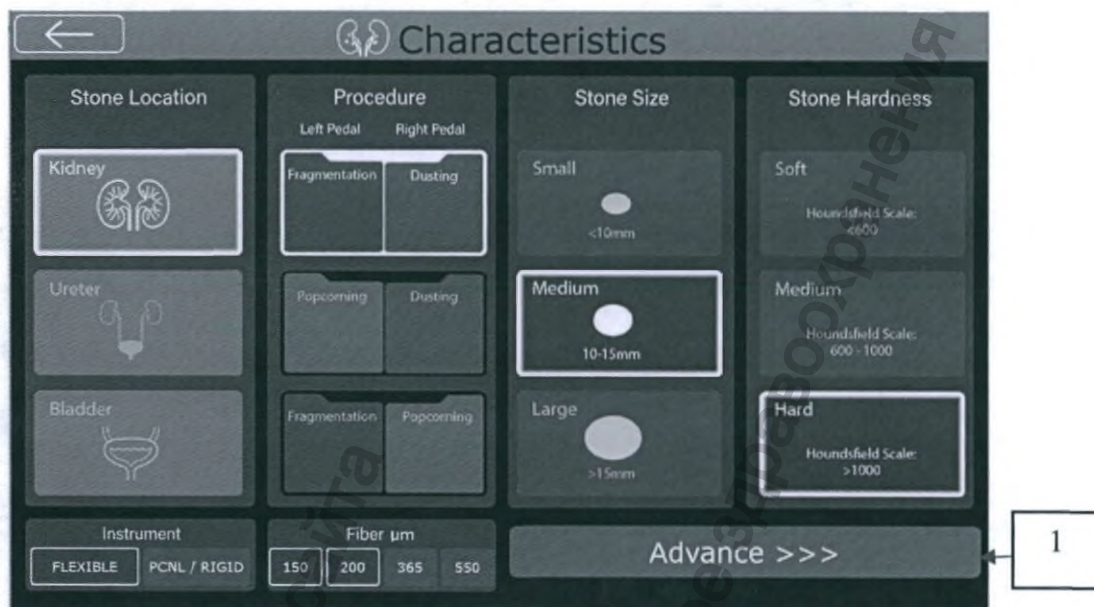 Characteristics
Stone Location
Kidney
Ureter
Bladder
Procedure
Left Pedal Right Pedal
Fragmentation Dusting
Popcorning Dusting
Fragmentation Popcorning
Stone Size
Small
<10mm
Medium
10-15mm
Large
>15mm
Stone Hardness
Soft
Houndsfield Scale:
<600
Medium
Houndsfield Scale:
600 - 1000
Hard
Houndsfield Scale:
>1000
Instrument
FLEXIBLE PCNL / RIGID
Fiber µm
150 200 365 550
Advance >>>
1
сайта
здравоохранения